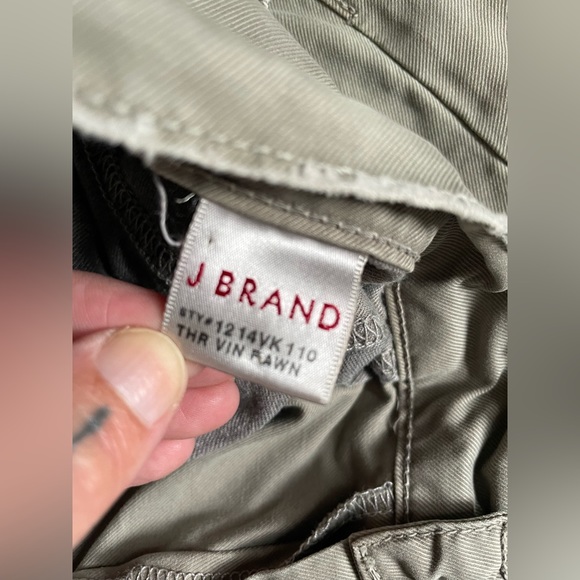 J BRAND
STY#1214VK110
THR VIN FAWN